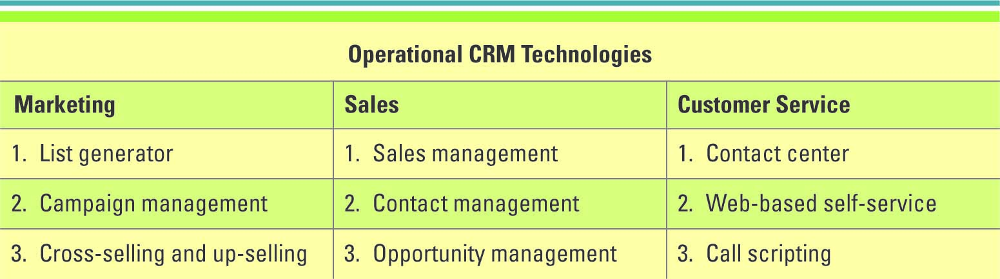 Operational CRM Technologies
Marketing Sales Customer Service
1. List generator 1. Sales management 1. Contact center
2. Campaign management 2. Contact management 2. Web-based self-service
3. Cross-selling and up-selling 3. Opportunity management 3. Call scripting